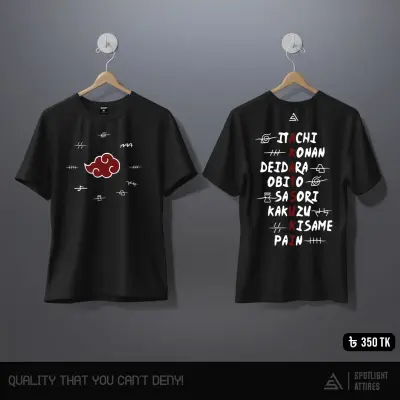 ITACHI
KONAN
DEIDARA
OBITO
SASORI
KAKUZU
KISAME
PAIN
৳ 350 TK
QUALITY THAT YOU CAN'T DENY!
SPOTLIGHT
ATTIRES